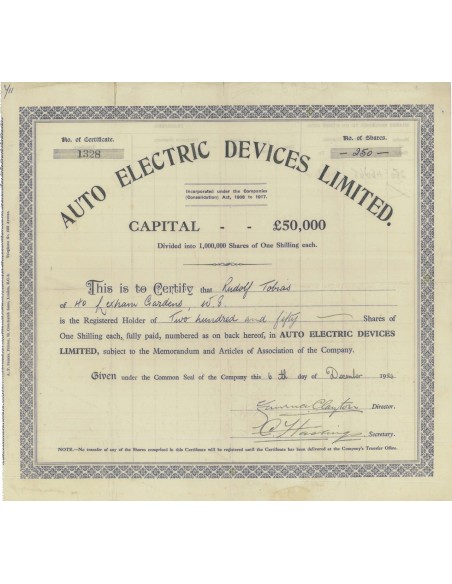 No. of Certificate.
1328
No. of Shares.
— 250 —
AUTO ELECTRIC DEVICES LIMITED.
Incorporated under the Companies
(Consolidation) Act, 1908 to 1917.
CAPITAL - - £50,000
Divided into 1,000,000 Shares of One Shilling each.
This is to Certify that Rudolf Tobias
of 40 Lexham Gardens, W.8.
is the Registered Holder of Two hundred and fifty — Shares of
One Shilling each, fully paid, numbered as on back hereof, in AUTO ELECTRIC DEVICES
LIMITED, subject to the Memorandum and Articles of Association of the Company.
Given under the Common Seal of the Company this 6th day of December
Director.
Secretary.
NOTE.—No transfer of any of the Shares comprised in this Certificate will be registered until the Certificate has been delivered at the Company's Transfer Office.